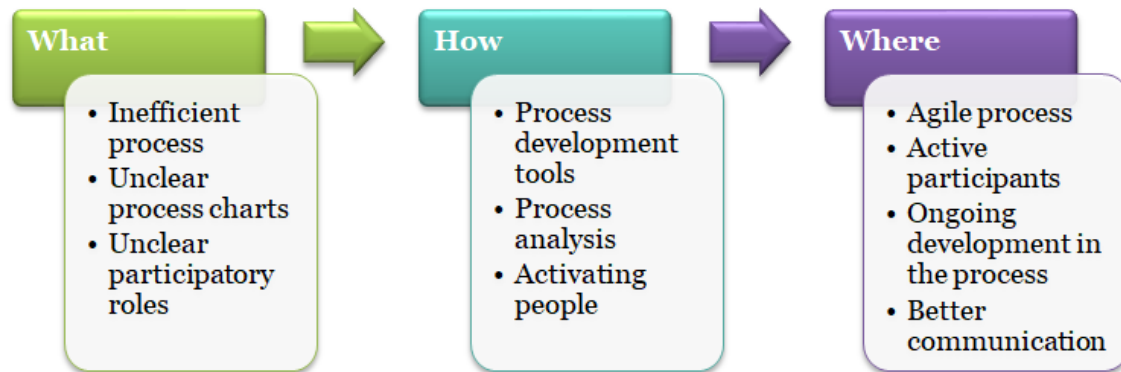 What
• Inefficient
process
• Unclear
process charts
• Unclear
participatory
roles
How
• Process
development
tools
• Process
analysis
• Activating
people
Where
• Agile process
• Active
participants
• Ongoing
development in
the process
• Better
communication